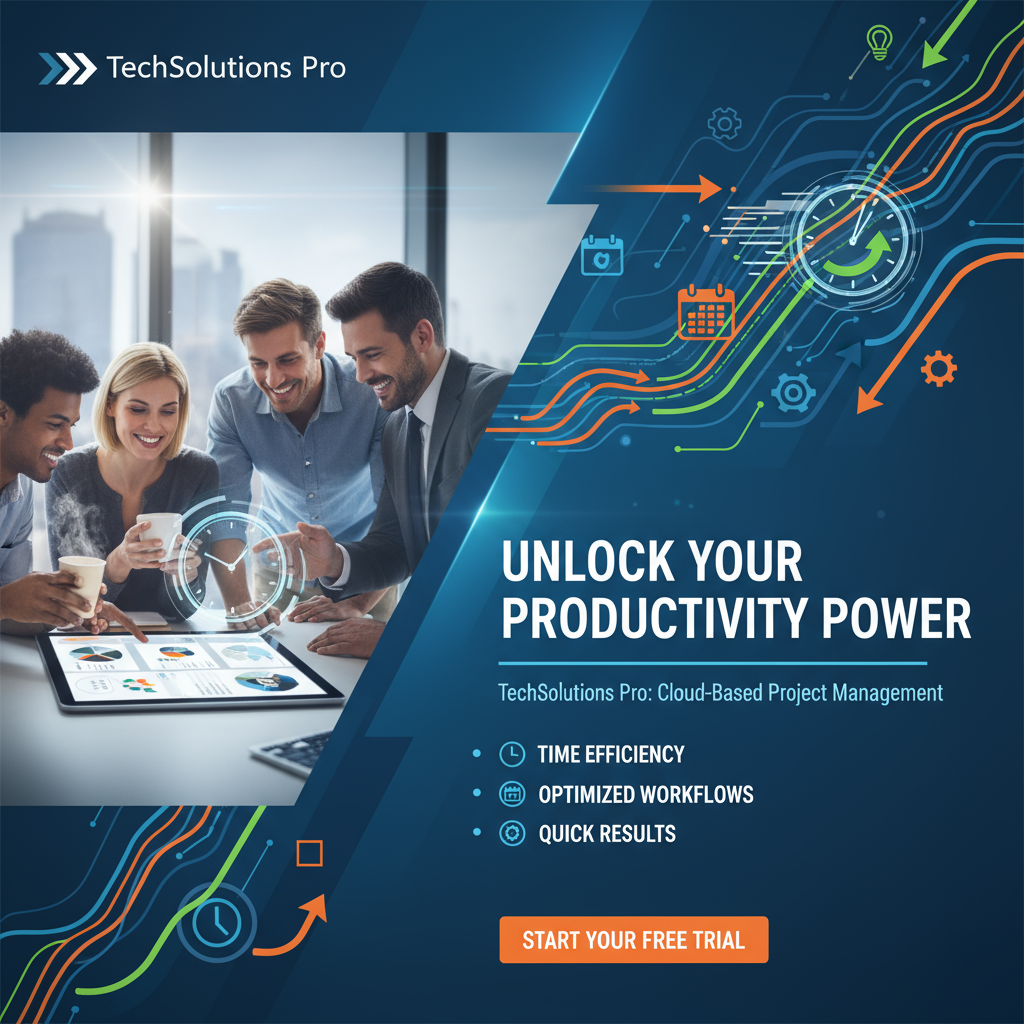 TechSolutions Pro
UNLOCK YOUR
PRODUCTIVITY POWER
TechSolutions Pro: Cloud-Based Project Management
TIME EFFICIENCY
OPTIMIZED WORKFLOWS
QUICK RESULTS
START YOUR FREE TRIAL